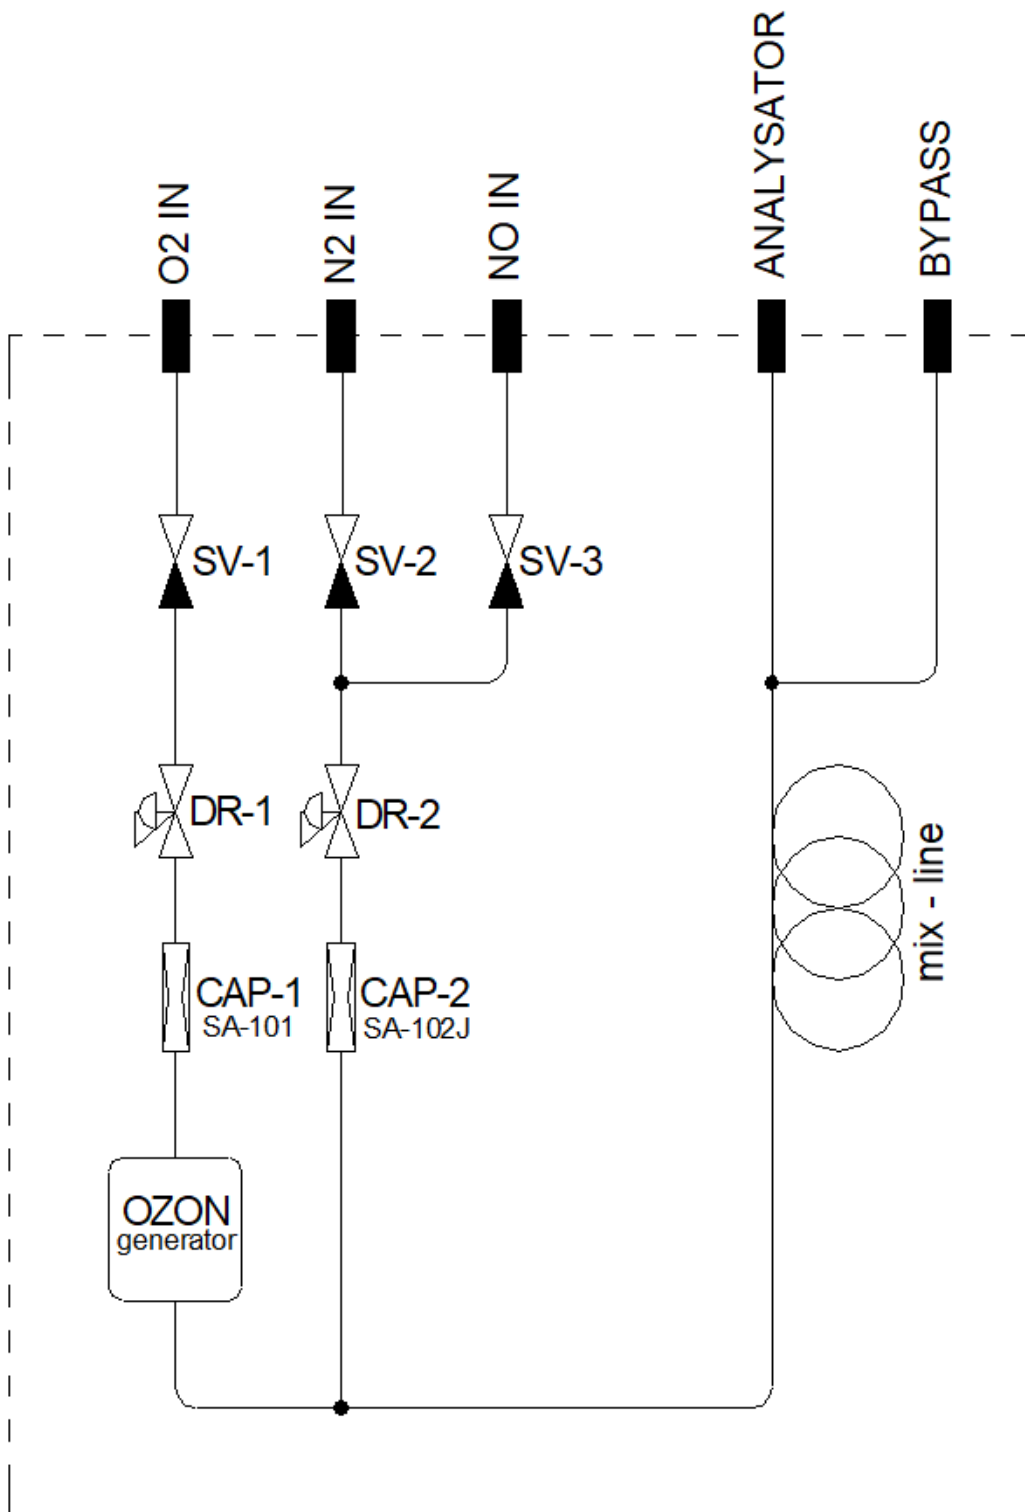 O2 IN
N2 IN
NO IN
ANALYSATOR
BYPASS
SV-1
SV-2
SV-3
DR-1
DR-2
mix - line
CAP-1
SA-101
CAP-2
SA-102J
OZON
generator